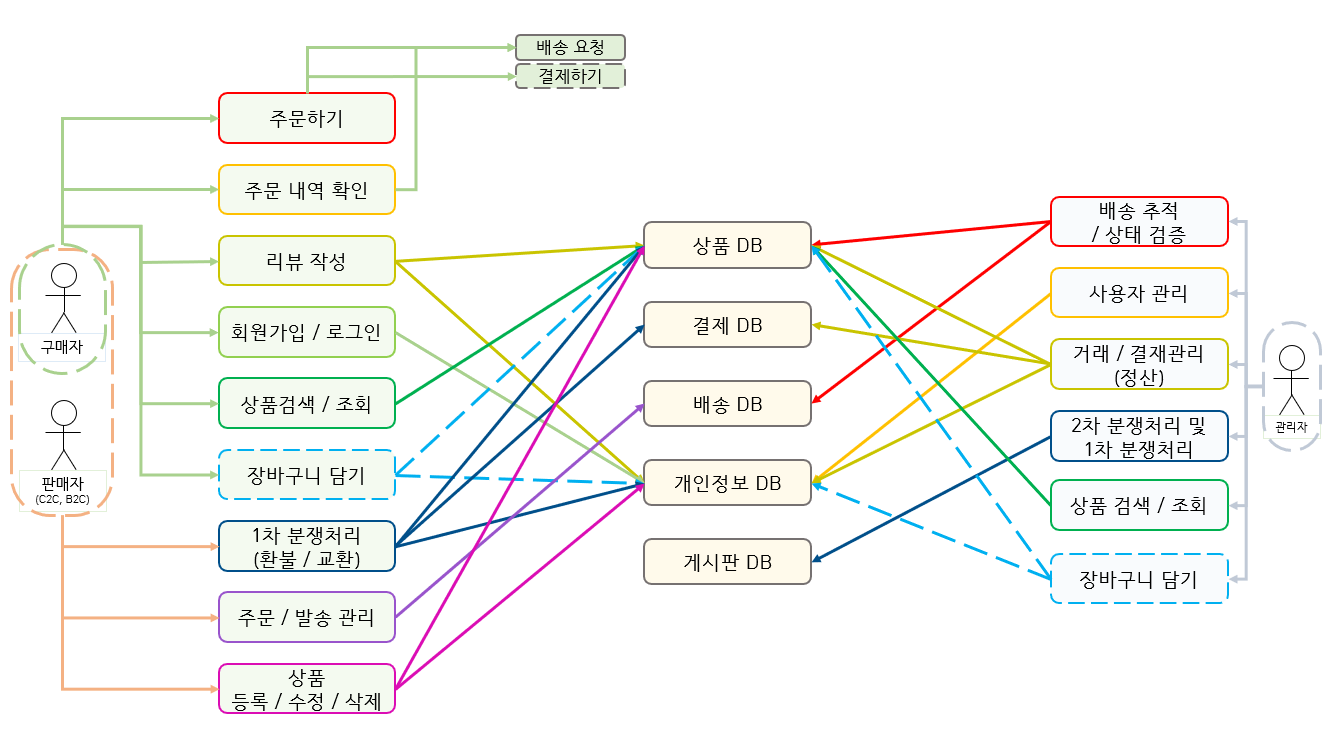 배송 요청
결제하기
주문하기
주문 내역 확인
리뷰 작성
회원가입 / 로그인
상품검색 / 조회
장바구니 담기
1차 분쟁처리
(환불 / 교환)
주문 / 발송 관리
상품
등록 / 수정 / 삭제
구매자
판매자
(C2C, B2C)
상품 DB
결제 DB
배송 DB
개인정보 DB
게시판 DB
배송 추적
/ 상태 검증
사용자 관리
거래 / 결재관리
(정산)
2차 분쟁처리 및
1차 분쟁처리
상품 검색 / 조회
장바구니 담기
관리자